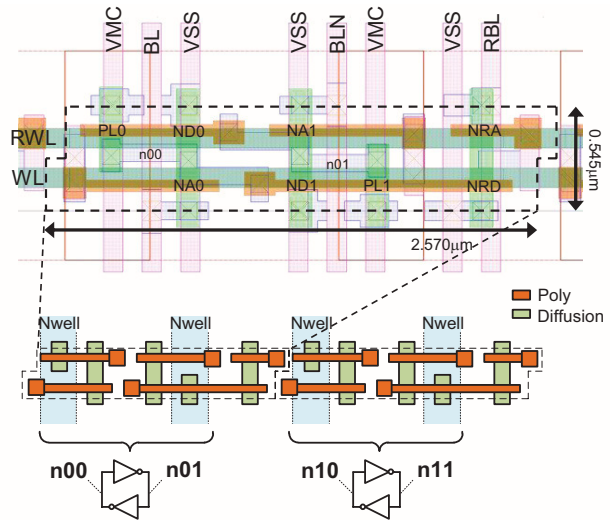 VMC BL VSS VSS BLN VMC VSS RBL
RWL PL0 ND0 NA1 NRA
n00 n01
WL NA0 ND1 PL1 NRD
0.545μm
2.570μm
Poly
Diffusion
Nwell Nwell Nwell Nwell
n00 n01 n10 n11